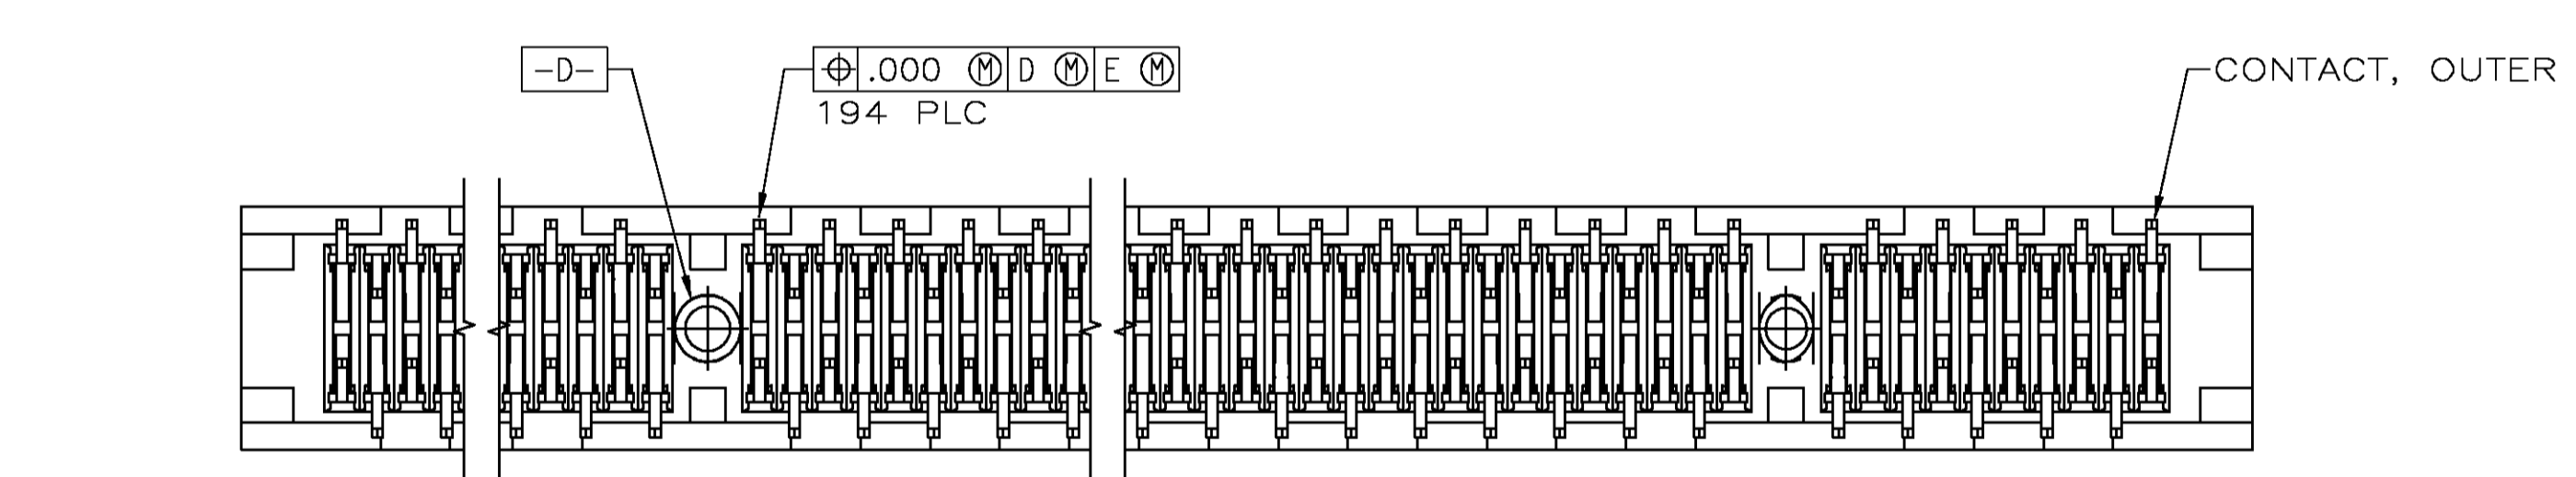 -D-
⌖ .000 Ⓜ D Ⓜ E Ⓜ
194 PLC
CONTACT, OUTER